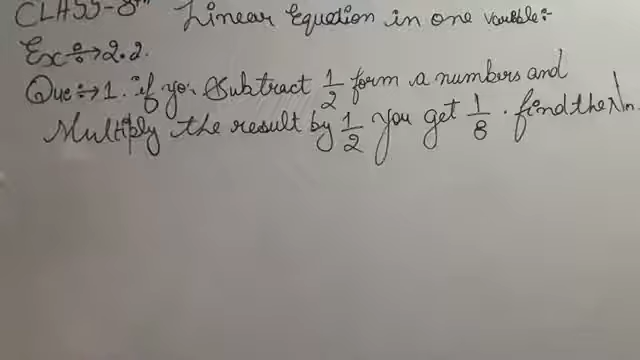 CLASS-8th Linear Equation in one variable:-
Ex÷→2.2.
Que:→1. if you subtract 1/2 form a numbers and
Multiply the result by 1/2 you get 1/8. find the